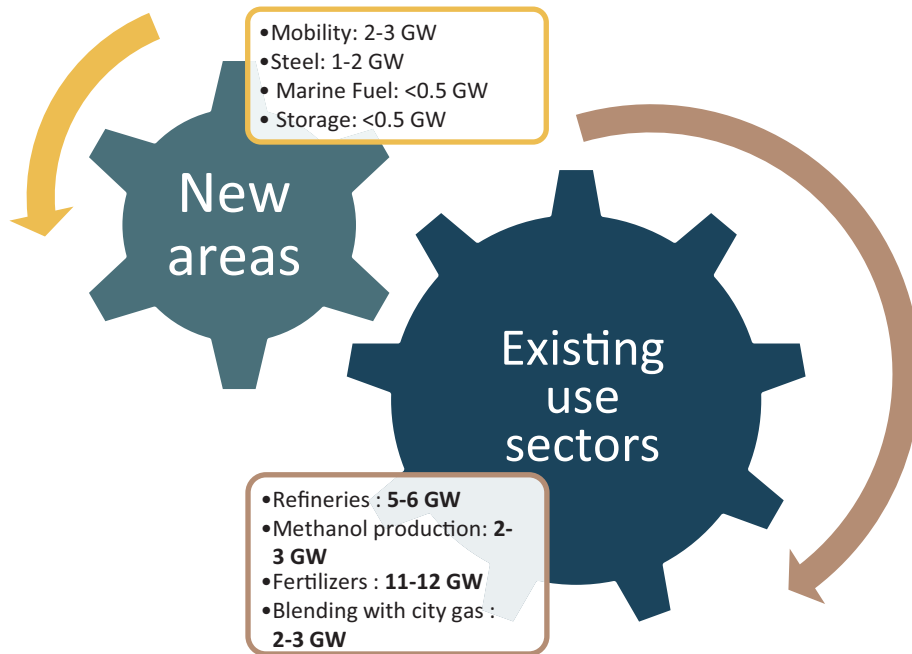 •Mobility: 2-3 GW
•Steel: 1-2 GW
• Marine Fuel: <0.5 GW
• Storage: <0.5 GW
New
areas
Existing
use
sectors
•Refineries : 5-6 GW
•Methanol production: 2-
3 GW
•Fertilizers : 11-12 GW
•Blending with city gas :
2-3 GW